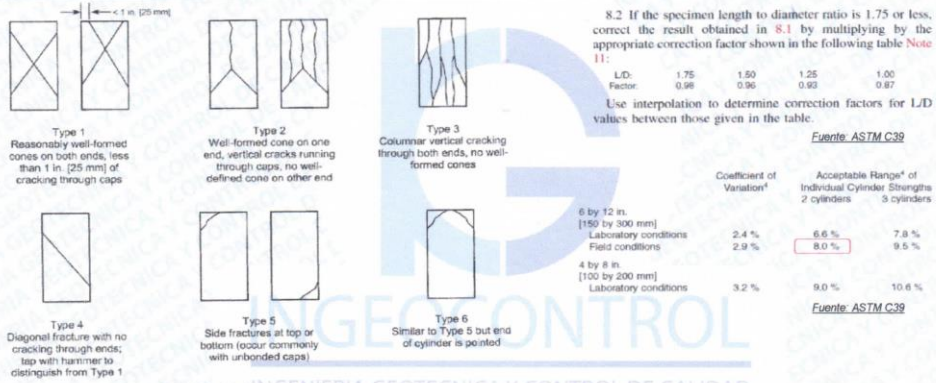 < 1 in. [25 mm]
Type 1
Reasonably well-formed
cones on both ends, less
than 1 in. [25 mm] of
cracking through caps
Type 2
Well-formed cone on one
end, vertical cracks running
through caps, no well-
defined cone on other end
Type 3
Columnar vertical cracking
through both ends, no well-
formed cones
Type 4
Diagonal fracture with no
cracking through ends;
tap with hammer to
distinguish from Type 1
Type 5
Side fractures at top or
bottom (occur commonly
with unbonded caps)
Type 6
Similar to Type 5 but end
of cylinder is pointed
8.2 If the specimen length to diameter ratio is 1.75 or less,
correct the result obtained in 8.1 by multiplying by the
appropriate correction factor shown in the following table Note
11:
L/D: 1.75 1.50 1.25 1.00
Factor: 0.98 0.96 0.93 0.87
Use interpolation to determine correction factors for L/D
values between those given in the table.
Fuente: ASTM C39
Coefficient of Acceptable Range⁴ of
Variation⁴ Individual Cylinder Strengths
2 cylinders 3 cylinders
6 by 12 in.
[150 by 300 mm]
Laboratory conditions 2.4 % 6.6 % 7.8 %
Field conditions 2.9 % 8.0 % 9.5 %
4 by 8 in.
[100 by 200 mm]
Laboratory conditions 3.2 % 9.0 % 10.6 %
Fuente: ASTM C39
INGEOCONTROL
INGENIERIA GEOTECNICA Y CONTROL DE CALIDAD